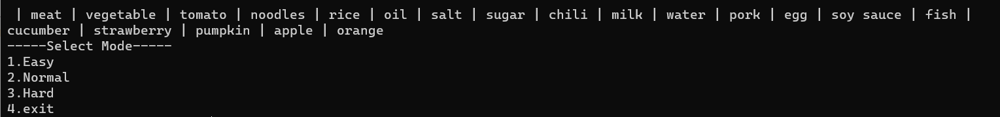 | meat | vegetable | tomato | noodles | rice | oil | salt | sugar | chili | milk | water | pork | egg | soy sauce | fish |
cucumber | strawberry | pumpkin | apple | orange
-----Select Mode-----
1.Easy
2.Normal
3.Hard
4.exit